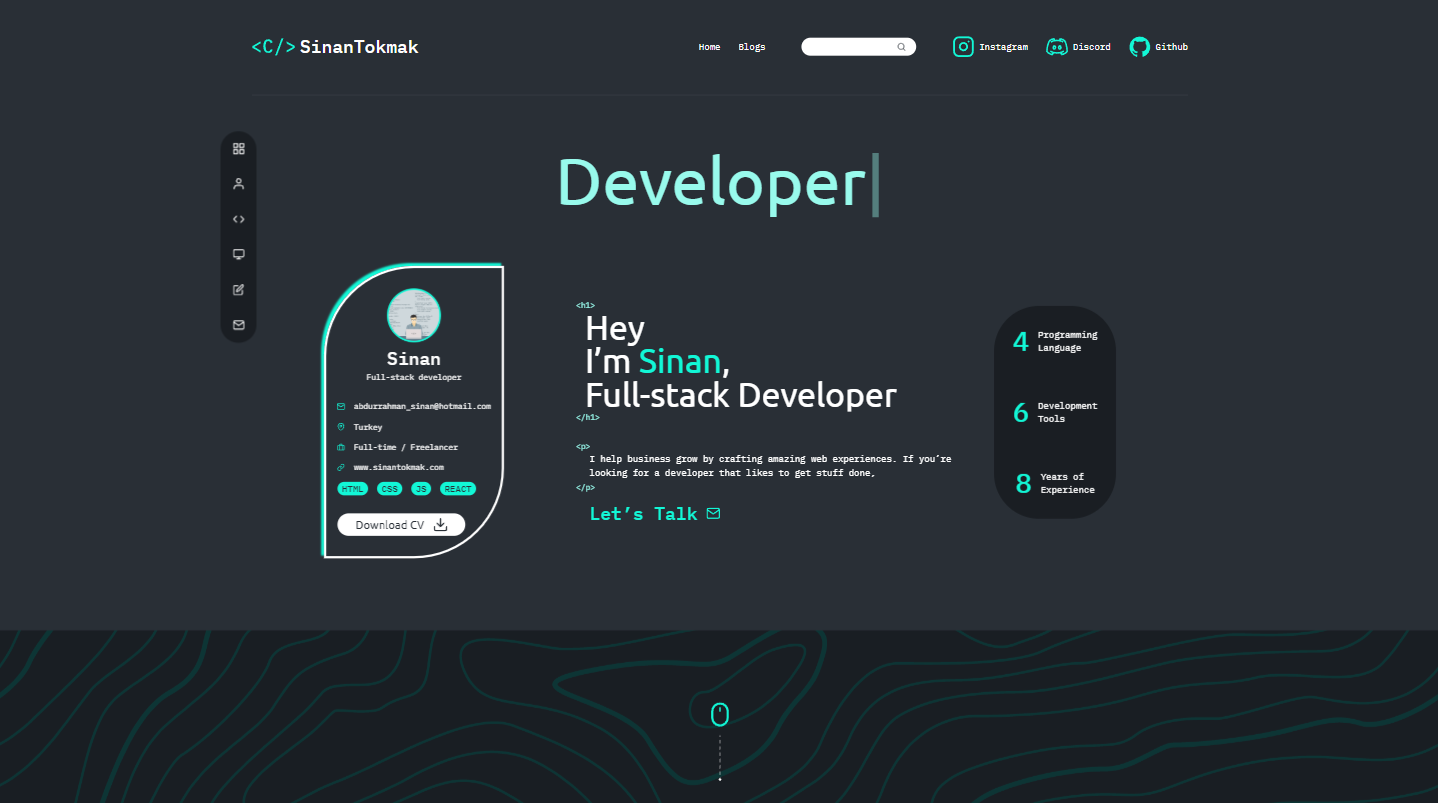 <C/> SinanTokmak
Home
Blogs
Instagram
Discord
Github
Developer
Sinan
Full-stack developer
abdurrahman_sinan@hotmail.com
Turkey
Full-time / Freelancer
www.sinantokmak.com
HTML CSS JS REACT
Download CV
<h1>
Hey
I’m Sinan,
Full-stack Developer
</h1>
<p>
I help business grow by crafting amazing web experiences. If you’re
looking for a developer that likes to get stuff done,
</p>
Let’s Talk
4 Programming
Language
6 Development
Tools
8 Years of
Experience